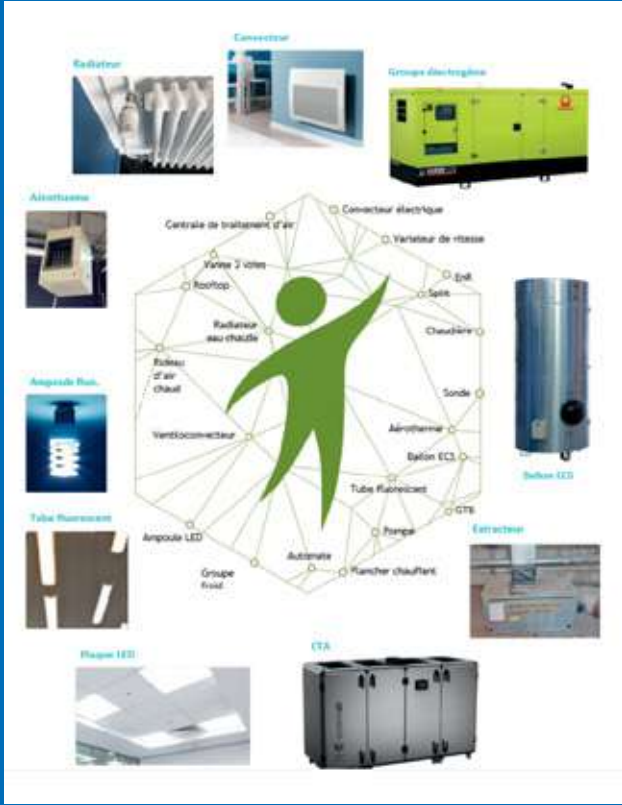 Convecteur
Radiateur
Groupe électrogène
Aérotherme
Centrale de traitement d'air
Convecteur électrique
Variateur de vitesse
Vanne 3 voies
Rooftop
EnR
Split
Radiateur
eau chaude
Chaudière
Rideau
d'air
chaud
Ampoule fluo.
Sonde
Ventiloconvecteur
Aérotherme
Ballon ECS
Ballon ECS
Tube fluorescent
Tube fluorescent
GTB
Extracteur
Ampoule LED
Pompe
Automate
Groupe
froid
Plancher chauffant
Plaque LED
CTA